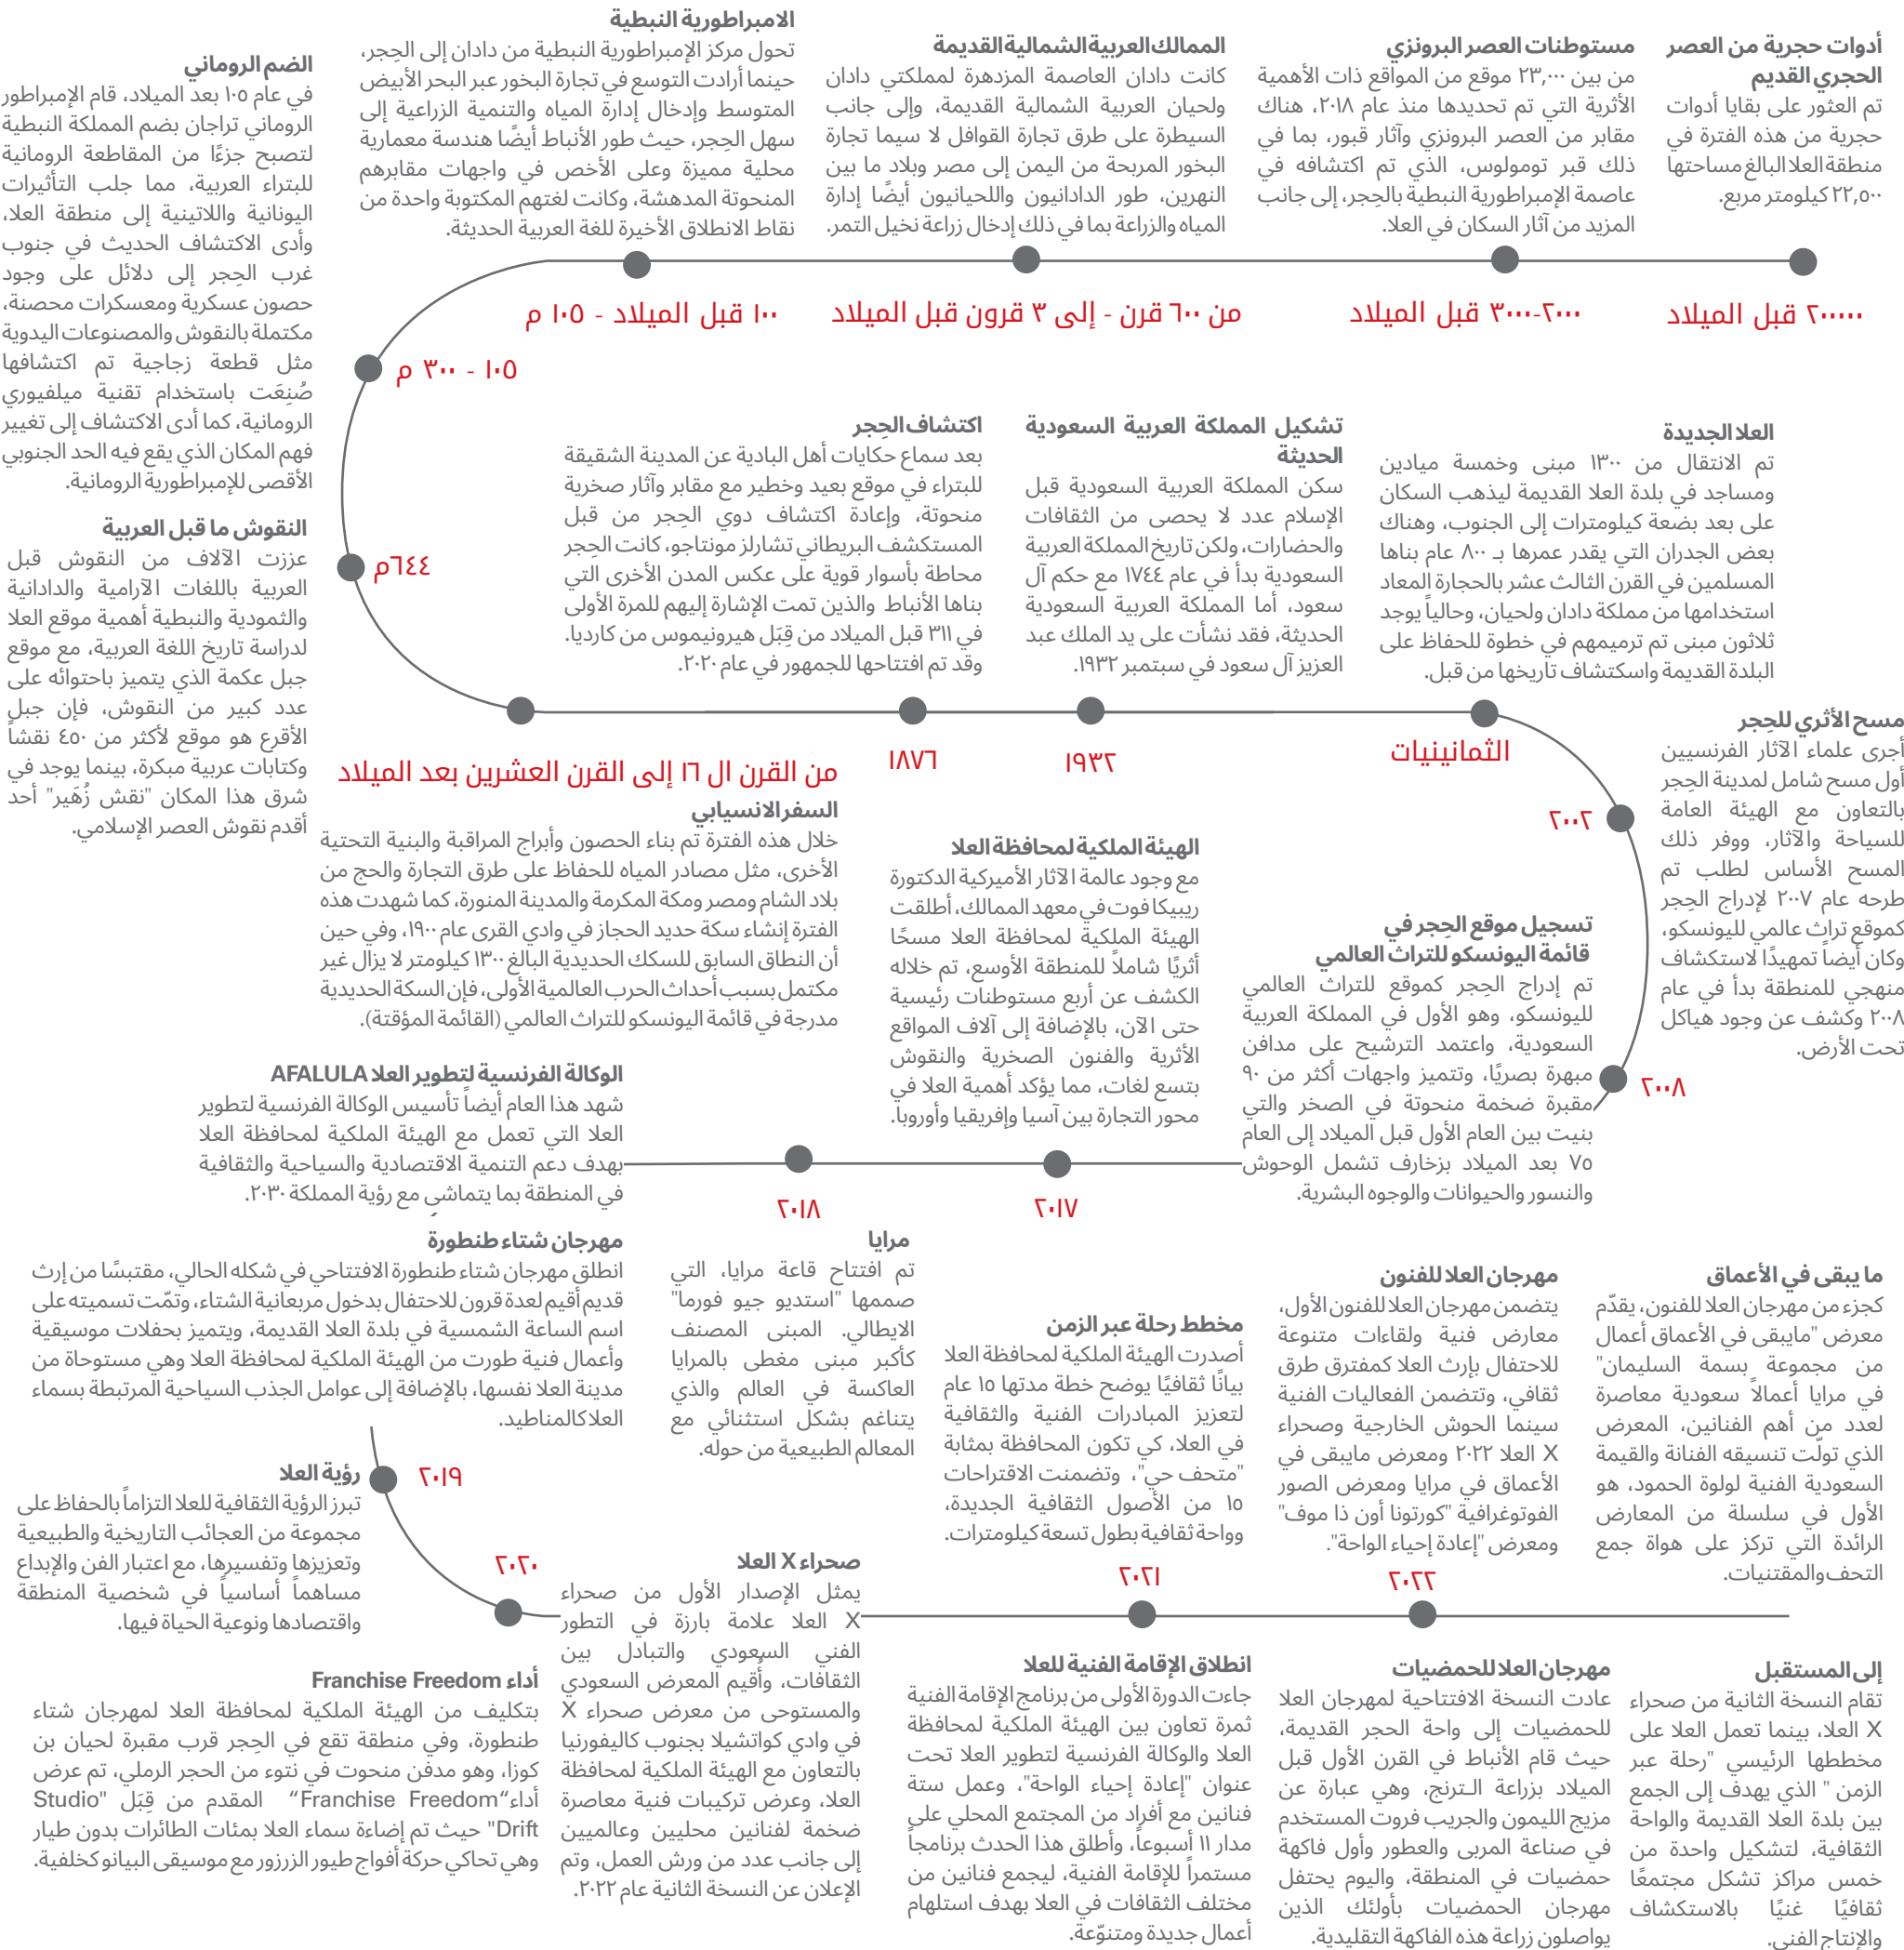 أدوات حجرية من العصر
الحجري القديم
تم العثور على بقايا أدوات
حجرية من هذه الفترة في
منطقة العلا البالغ مساحتها
٢٢,٥٠٠ كيلومتر مربع.
٢٠٠٠٠٠ قبل الميلاد
مستوطنات العصر البرونزي
من بين ٢٣,٠٠٠ موقع من المواقع ذات الأهمية
الأثرية التي تم تحديدها منذ عام ٢٠١٨، هناك
مقابر من العصر البرونزي وآثار قبور، بما في
ذلك قبر تومولوس، الذي تم اكتشافه في
عاصمة الإمبراطورية النبطية بالحِجر، إلى جانب
المزيد من آثار السكان في العلا.
٢٠٠٠-٣٠٠٠ قبل الميلاد
الممالك العربية الشمالية القديمة
كانت دادان العاصمة المزدهرة لمملكتي دادان
ولحيان العربية الشمالية القديمة، وإلى جانب
السيطرة على طرق تجارة القوافل لا سيما تجارة
البخور المربحة من اليمن إلى مصر وبلاد ما بين
النهرين، طور الدادانيون واللحيانيون أيضًا إدارة
المياه والزراعة بما في ذلك إدخال زراعة نخيل التمر.
من ٦٠٠ قرن - إلى ٣ قرون قبل الميلاد
الامبراطورية النبطية
تحول مركز الإمبراطورية النبطية من دادان إلى الحِجر،
حينما أرادت التوسع في تجارة البخور عبر البحر الأبيض
المتوسط وإدخال إدارة المياه والتنمية الزراعية إلى
سهل الحِجر، حيث طور الأنباط أيضًا هندسة معمارية
محلية مميزة وعلى الأخص في واجهات مقابرهم
المنحوتة المدهشة، وكانت لغتهم المكتوبة واحدة من
نقاط الانطلاق الأخيرة للغة العربية الحديثة.
١٠٠ قبل الميلاد - ١٠٥ م
الضم الروماني
في عام ١٠٥ بعد الميلاد، قام الإمبراطور
الروماني تراجان بضم المملكة النبطية
لتصبح جزءًا من المقاطعة الرومانية
للبتراء العربية، مما جلب التأثيرات
اليونانية واللاتينية إلى منطقة العلا،
وأدى الاكتشاف الحديث في جنوب
غرب الحِجر إلى دلائل على وجود
حصون عسكرية ومعسكرات محصنة،
مكتملة بالنقوش والمصنوعات اليدوية
مثل قطعة زجاجية تم اكتشافها
صُنِعَت باستخدام تقنية ميلفيوري
الرومانية، كما أدى الاكتشاف إلى تغيير
فهم المكان الذي يقع فيه الحد الجنوبي
الأقصى للإمبراطورية الرومانية.
١٠٥ - ٣٠٠ م
النقوش ما قبل العربية
عززت الآلاف من النقوش قبل
العربية باللغات الآرامية والدادانية
والثمودية والنبطية أهمية موقع العلا
لدراسة تاريخ اللغة العربية، مع موقع
جبل عكمة الذي يتميز باحتوائه على
عدد كبير من النقوش، فإن جبل
الأقرع هو موقع لأكثر من ٤٥٠ نقشاً
وكتابات عربية مبكرة، بينما يوجد في
شرق هذا المكان "نقش زُهَير" أحد
أقدم نقوش العصر الإسلامي.
٦٤٤م
من القرن ال ١٦ إلى القرن العشرين بعد الميلاد
السفر الانسيابي
خلال هذه الفترة تم بناء الحصون وأبراج المراقبة والبنية التحتية
الأخرى، مثل مصادر المياه للحفاظ على طرق التجارة والحج من
بلاد الشام ومصر ومكة المكرمة والمدينة المنورة، كما شهدت هذه
الفترة إنشاء سكة حديد الحجاز في وادي القرى عام ١٩٠٠، وفي حين
أن النطاق السابق للسكك الحديدية البالغ ١٣٠٠ كيلومتر لا يزال غير
مكتمل بسبب أحداث الحرب العالمية الأولى، فإن السكة الحديدية
مدرجة في قائمة اليونسكو للتراث العالمي (القائمة المؤقتة).
اكتشاف الحِجر
بعد سماع حكايات أهل البادية عن المدينة الشقيقة
للبتراء في موقع بعيد وخطير مع مقابر وآثار صخرية
منحوتة، وإعادة اكتشاف دوي الحِجر من قبل
المستكشف البريطاني تشارلز مونتاجو، كانت الحِجر
محاطة بأسوار قوية على عكس المدن الأخرى التي
بناها الأنباط والذين تمت الإشارة إليهم للمرة الأولى
في ٣١١ قبل الميلاد من قِبَل هيرونيموس من كارديا.
وقد تم افتتاحها للجمهور في عام ٢٠٢٠.
١٨٧٦
تشكيل المملكة العربية السعودية
الحديثة
سكن المملكة العربية السعودية قبل
الإسلام عدد لا يحصى من الثقافات
والحضارات، ولكن تاريخ المملكة العربية
السعودية بدأ في عام ١٧٤٤ مع حكم آل
سعود، أما المملكة العربية السعودية
الحديثة، فقد نشأت على يد الملك عبد
العزيز آل سعود في سبتمبر ١٩٣٢.
١٩٣٢
العلا الجديدة
تم الانتقال من ١٣٠٠ مبنى وخمسة ميادين
ومساجد في بلدة العلا القديمة ليذهب السكان
على بعد بضعة كيلومترات إلى الجنوب، وهناك
بعض الجدران التي يقدر عمرها بـ ٨٠٠ عام بناها
المسلمين في القرن الثالث عشر بالحجارة المعاد
استخدامها من مملكة دادان ولحيان، وحالياً يوجد
ثلاثون مبنى تم ترميمهم في خطوة للحفاظ على
البلدة القديمة واسكتشاف تاريخها من قبل.
الثمانينيات
مسح الأثري للحِجر
أجرى علماء الآثار الفرنسيين
أول مسح شامل لمدينة الحِجر
بالتعاون مع الهيئة العامة
للسياحة والآثار، ووفر ذلك
المسح الأساس لطلب تم
طرحه عام ٢٠٠٧ لإدراج الحِجر
كموقع تراث عالمي لليونسكو،
وكان أيضاً تمهيدًا لاستكشاف
منهجي للمنطقة بدأ في عام
٢٠٠٨ وكشف عن وجود هياكل
تحت الأرض.
٢٠٠٢
تسجيل موقع الحِجر في
قائمة اليونسكو للتراث العالمي
تم إدراج الحِجر كموقع للتراث العالمي
لليونسكو، وهو الأول في المملكة العربية
السعودية، واعتمد الترشيح على مدافن
مبهرة بصريًا، وتتميز واجهات أكثر من ٩٠
مقبرة ضخمة منحوتة في الصخر والتي
بنيت بين العام الأول قبل الميلاد إلى العام
٧٥ بعد الميلاد بزخارف تشمل الوحوش
والنسور والحيوانات والوجوه البشرية.
٢٠٠٨
الهيئة الملكية لمحافظة العلا
مع وجود عالمة الآثار الأميركية الدكتورة
ريبيكا فوت في معهد الممالك، أطلقت
الهيئة الملكية لمحافظة العلا مسحًا
أثريًا شاملاً للمنطقة الأوسع، تم خلاله
الكشف عن أربع مستوطنات رئيسية
حتى الآن، بالإضافة إلى آلاف المواقع
الأثرية والفنون الصخرية والنقوش
بتسع لغات، مما يؤكد أهمية العلا في
محور التجارة بين آسيا وإفريقيا وأوروبا.
٢٠١٧
٢٠١٨
الوكالة الفرنسية لتطوير العلا AFALULA
شهد هذا العام أيضاً تأسيس الوكالة الفرنسية لتطوير
العلا التي تعمل مع الهيئة الملكية لمحافظة العلا
بهدف دعم التنمية الاقتصادية والسياحية والثقافية
في المنطقة بما يتماشى مع رؤية المملكة ٢٠٣٠.
مهرجان شتاء طنطورة
انطلق مهرجان شتاء طنطورة الافتتاحي في شكله الحالي، مقتبسًا من إرث
قديم أقيم لعدة قرون للاحتفال بدخول مربعانية الشتاء، وتمّت تسميته على
اسم الساعة الشمسية في بلدة العلا القديمة، ويتميز بحفلات موسيقية
وأعمال فنية طورت من الهيئة الملكية لمحافظة العلا وهي مستوحاة من
مدينة العلا نفسها، بالإضافة إلى عوامل الجذب السياحية المرتبطة بسماء
العلا كالمناطيد.
مرايا
تم افتتاح قاعة مرايا، التي
صممها "استديو جيو فورما"
الايطالي. المبنى المصنف
كأكبر مبنى مغطى بالمرايا
العاكسة في العالم والذي
يتناغم بشكل استثنائي مع
المعالم الطبيعية من حوله.
٢٠١٩
رؤية العلا
تبرز الرؤية الثقافية للعلا التزاماً بالحفاظ على
مجموعة من العجائب التاريخية والطبيعية
وتعزيزها وتفسيرها، مع اعتبار الفن والإبداع
مساهماً أساسياً في شخصية المنطقة
واقتصادها ونوعية الحياة فيها.
أداء Franchise Freedom
بتكليف من الهيئة الملكية لمحافظة العلا لمهرجان شتاء
طنطورة، وفي منطقة تقع في الحِجر قرب مقبرة لحيان بن
كوزا، وهو مدفن منحوت في نتوء من الحجر الرملي، تم عرض
أداء“Franchise Freedom” المقدم من قِبَل "Studio
Drift" حيث تم إضاءة سماء العلا بمئات الطائرات بدون طيار
وهي تحاكي حركة أفواج طيور الزرزور مع موسيقى البيانو كخلفية.
٢٠٢٠
صحراء X العلا
يمثل الإصدار الأول من صحراء
X العلا علامة بارزة في التطور
الفني السعودي والتبادل بين
الثقافات، وأُقيم المعرض السعودي
والمستوحى من معرض صحراء X
في وادي كواتشيلا بجنوب كاليفورنيا
بالتعاون مع الهيئة الملكية لمحافظة
العلا، وعرض تركيبات فنية معاصرة
ضخمة لفنانين محليين وعالميين
إلى جانب عدد من ورش العمل، وتم
الإعلان عن النسخة الثانية عام ٢٠٢٢.
مخطط رحلة عبر الزمن
أصدرت الهيئة الملكية لمحافظة العلا
بيانًا ثقافيًا يوضح خطة مدتها ١٥ عام
لتعزيز المبادرات الفنية والثقافية
في العلا، كي تكون المحافظة بمثابة
"متحف حي"، وتضمنت الاقتراحات
١٥ من الأصول الثقافية الجديدة،
وواحة ثقافية بطول تسعة كيلومترات.
٢٠٢١
انطلاق الإقامة الفنية للعلا
جاءت الدورة الأولى من برنامج الإقامة الفنية
ثمرة تعاون بين الهيئة الملكية لمحافظة
العلا والوكالة الفرنسية لتطوير العلا تحت
عنوان "إعادة إحياء الواحة"، وعمل ستة
فنانين مع أفراد من المجتمع المحلي على
مدار ١١ أسبوعاً، وأطلق هذا الحدث برنامجاً
مستمراً للإقامة الفنية، ليجمع فنانين من
مختلف الثقافات في العلا بهدف استلهام
أعمال جديدة ومتنوّعة.
مهرجان العلا للفنون
يتضمن مهرجان العلا للفنون الأول،
معارض فنية ولقاءات متنوعة
للاحتفال بإرث العلا كمفترق طرق
ثقافي، وتتضمن الفعاليات الفنية
سينما الحوش الخارجية وصحراء
X العلا ٢٠٢٢ ومعرض مايبقى في
الأعماق في مرايا ومعرض الصور
الفوتوغرافية "كورتونا أون ذا موف"
ومعرض "إعادة إحياء الواحة".
٢٠٢٢
مهرجان العلا للحمضيات
عادت النسخة الافتتاحية لمهرجان العلا
للحمضيات إلى واحة الحجر القديمة،
حيث قام الأنباط في القرن الأول قبل
الميلاد بزراعة الـترنج، وهي عبارة عن
مزيج الليمون والجريب فروت المستخدم
في صناعة المربى والعطور وأول فاكهة
حمضيات في المنطقة، واليوم يحتفل
مهرجان الحمضيات بأولئك الذين
يواصلون زراعة هذه الفاكهة التقليدية.
ما يبقى في الأعماق
كجزء من مهرجان العلا للفنون، يقدّم
معرض "مايبقى في الأعماق أعمال
من مجموعة بسمة السليمان"
في مرايا أعمالاً سعودية معاصرة
لعدد من أهم الفنانين، المعرض
الذي تولّت تنسيقه الفنانة والقيمة
السعودية الفنية لولوة الحمود، هو
الأول في سلسلة من المعارض
الرائدة التي تركز على هواة جمع
التحف والمقتنيات.
إلى المستقبل
تقام النسخة الثانية من صحراء
X العلا، بينما تعمل العلا على
مخططها الرئيسي "رحلة عبر
الزمن " الذي يهدف إلى الجمع
بين بلدة العلا القديمة والواحة
الثقافية، لتشكيل واحدة من
خمس مراكز تشكل مجتمعًا
ثقافيًا غنيًا بالاستكشاف
والإنتاج الفني.